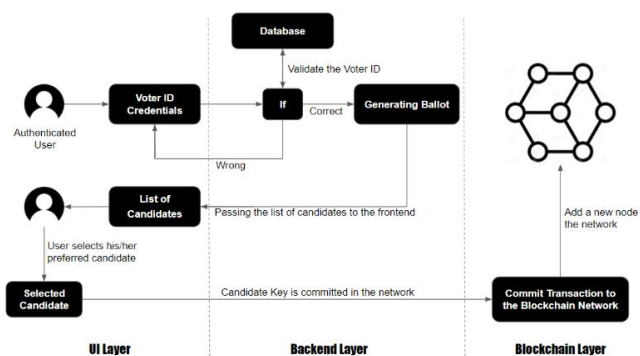 Database
Validate the Voter ID
Voter ID
Credentials
If
Correct
Generating Ballot
Authenticated
User
Wrong
List of
Candidates
Passing the list of candidates to the frontend
Add a new node
the network
User selects his/her
preferred candidate
Selected
Candidate
Candidate Key is committed in the network
Commit Transaction to
the Blockchain Network
UI Layer
Backend Layer
Blockchain Layer